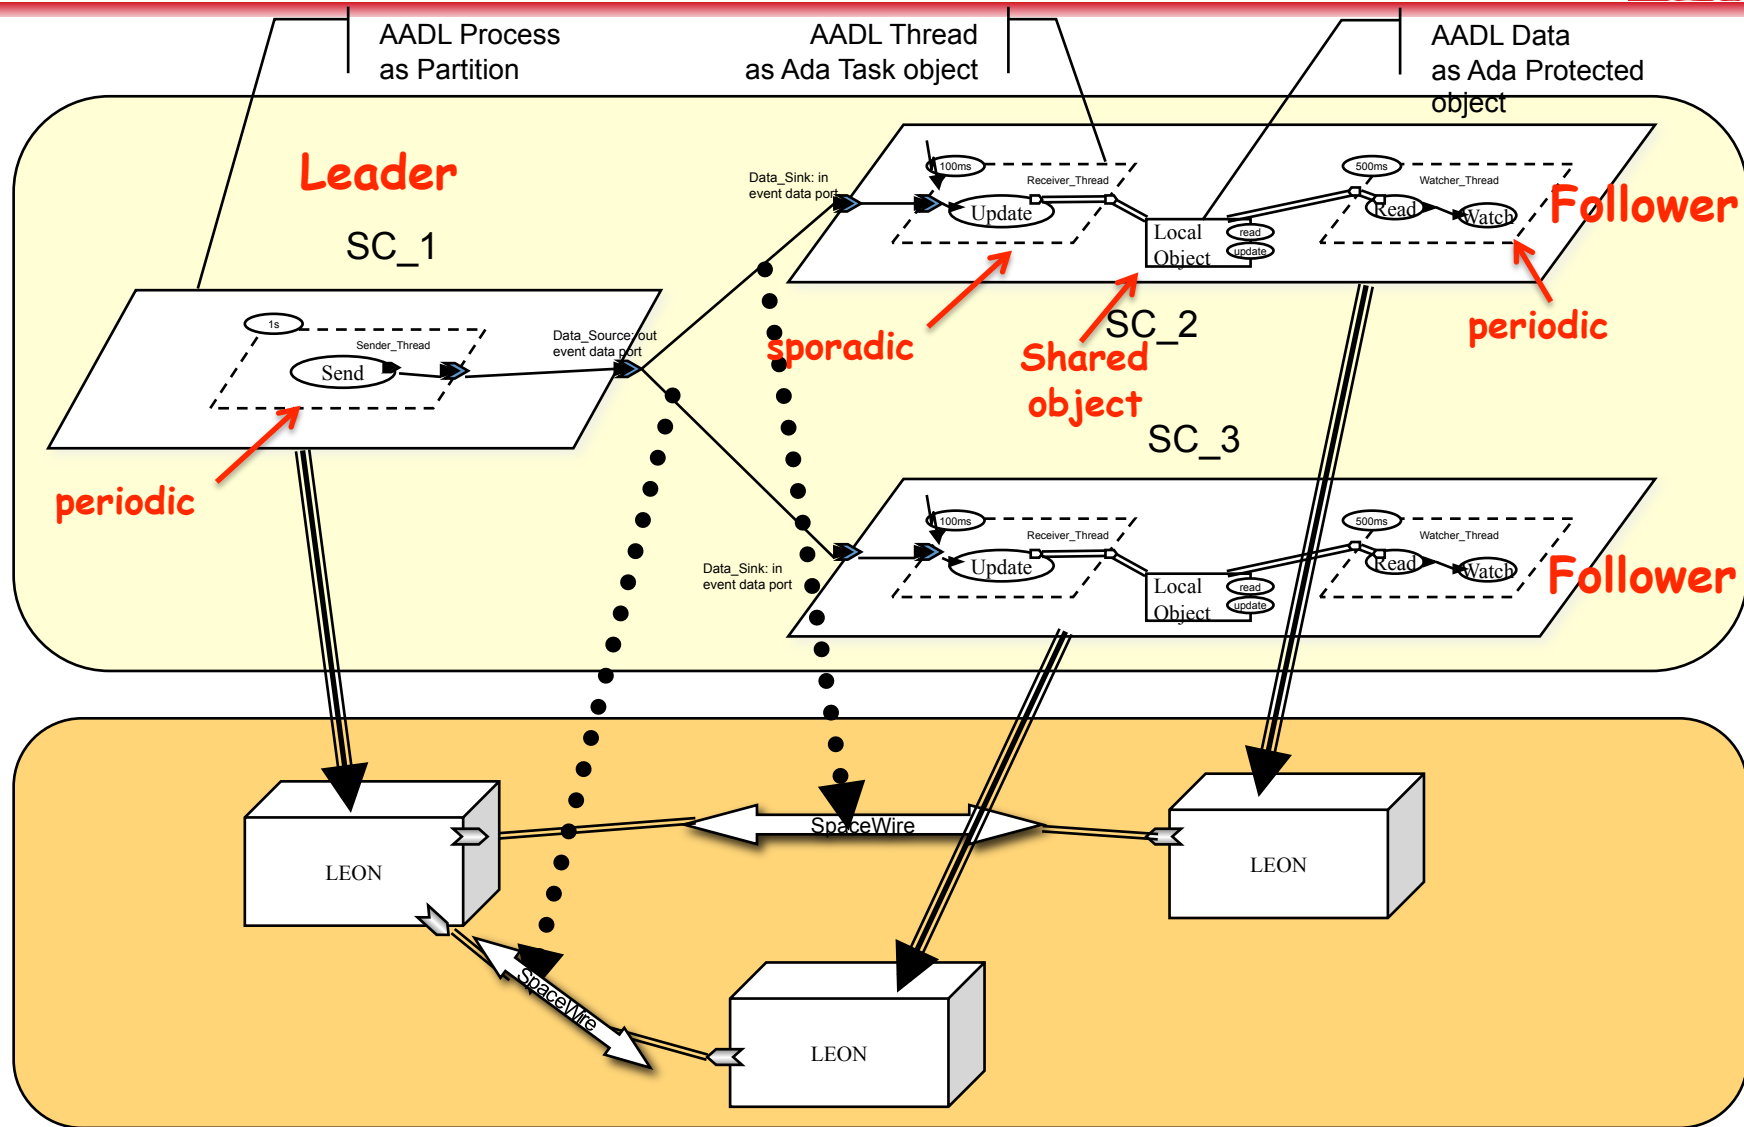 AADL Process
as Partition
AADL Thread
as Ada Task object
AADL Data
as Ada Protected
object
Leader
SC_1
1s
Sender_Thread
Send
Data_Source: out
event data port
periodic
Data_Sink: in
event data port
100ms
Receiver_Thread
Update
Local
Object
read
update
500ms
Watcher_Thread
Read
Watch
Follower
sporadic
SC_2
Shared
object
periodic
SC_3
Data_Sink: in
event data port
100ms
Receiver_Thread
Update
Local
Object
read
update
500ms
Watcher_Thread
Read
Watch
Follower
LEON
SpaceWire
LEON
SpaceWire
LEON